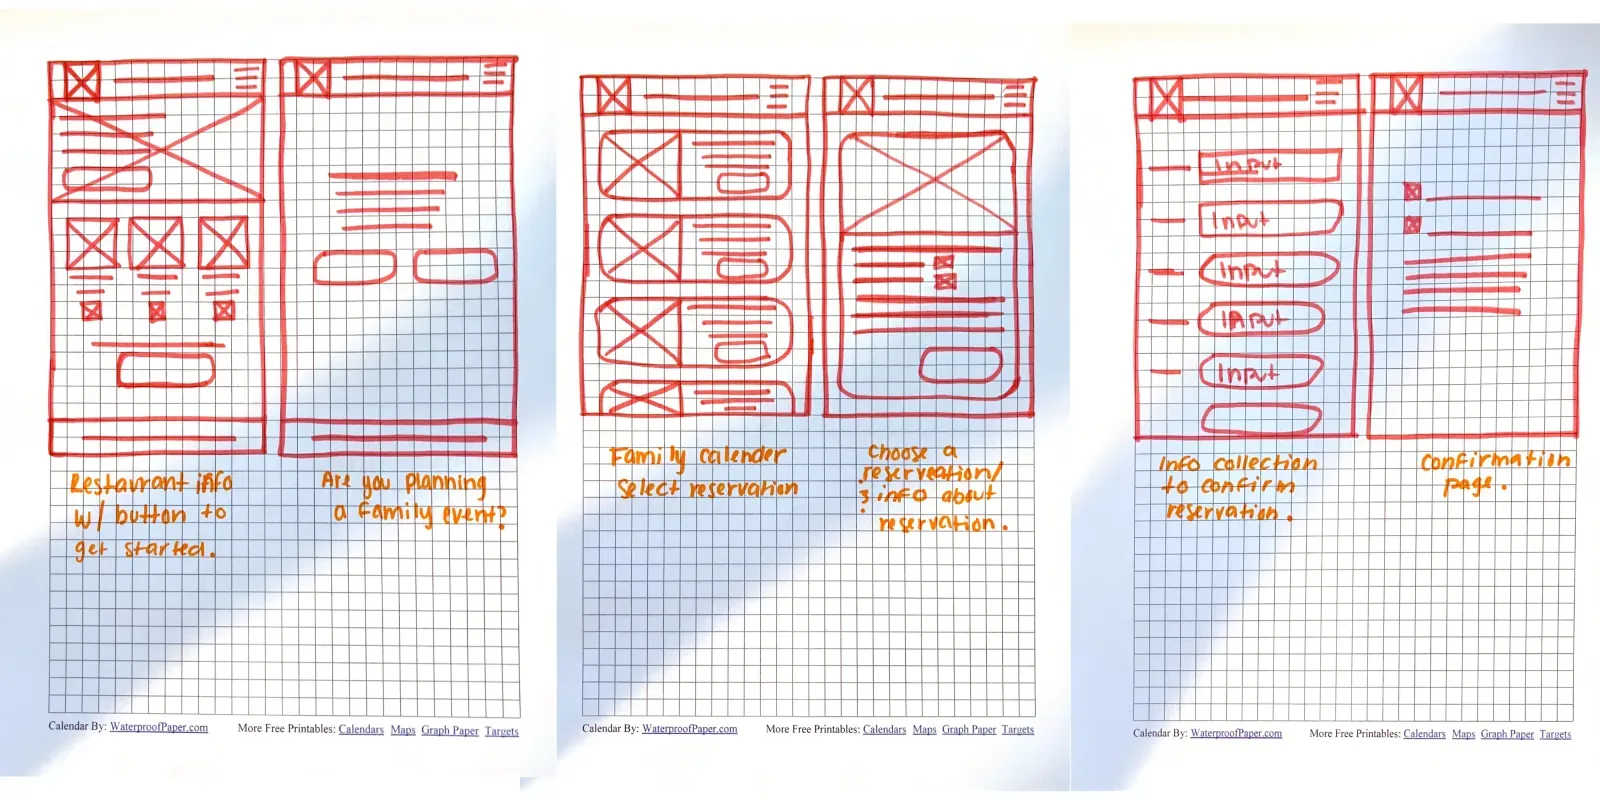 Input
Input
Input
Input
Input
Restaurant info
w/ button to
get started.
Are you planning
a family event?
Family calender
Select reservation
Choose a
reserveation/
info about
reservation.
Info collection
to confirm
reservation.
Confirmation
page.
Calendar By: WaterproofPaper.com
More Free Printables: Calendars Maps Graph Paper Targets
Calendar By: WaterproofPaper.com
More Free Printables: Calendars Maps Graph Paper Targets
Calendar By: WaterproofPaper.com
More Free Printables: Calendars Maps Graph Paper Targets